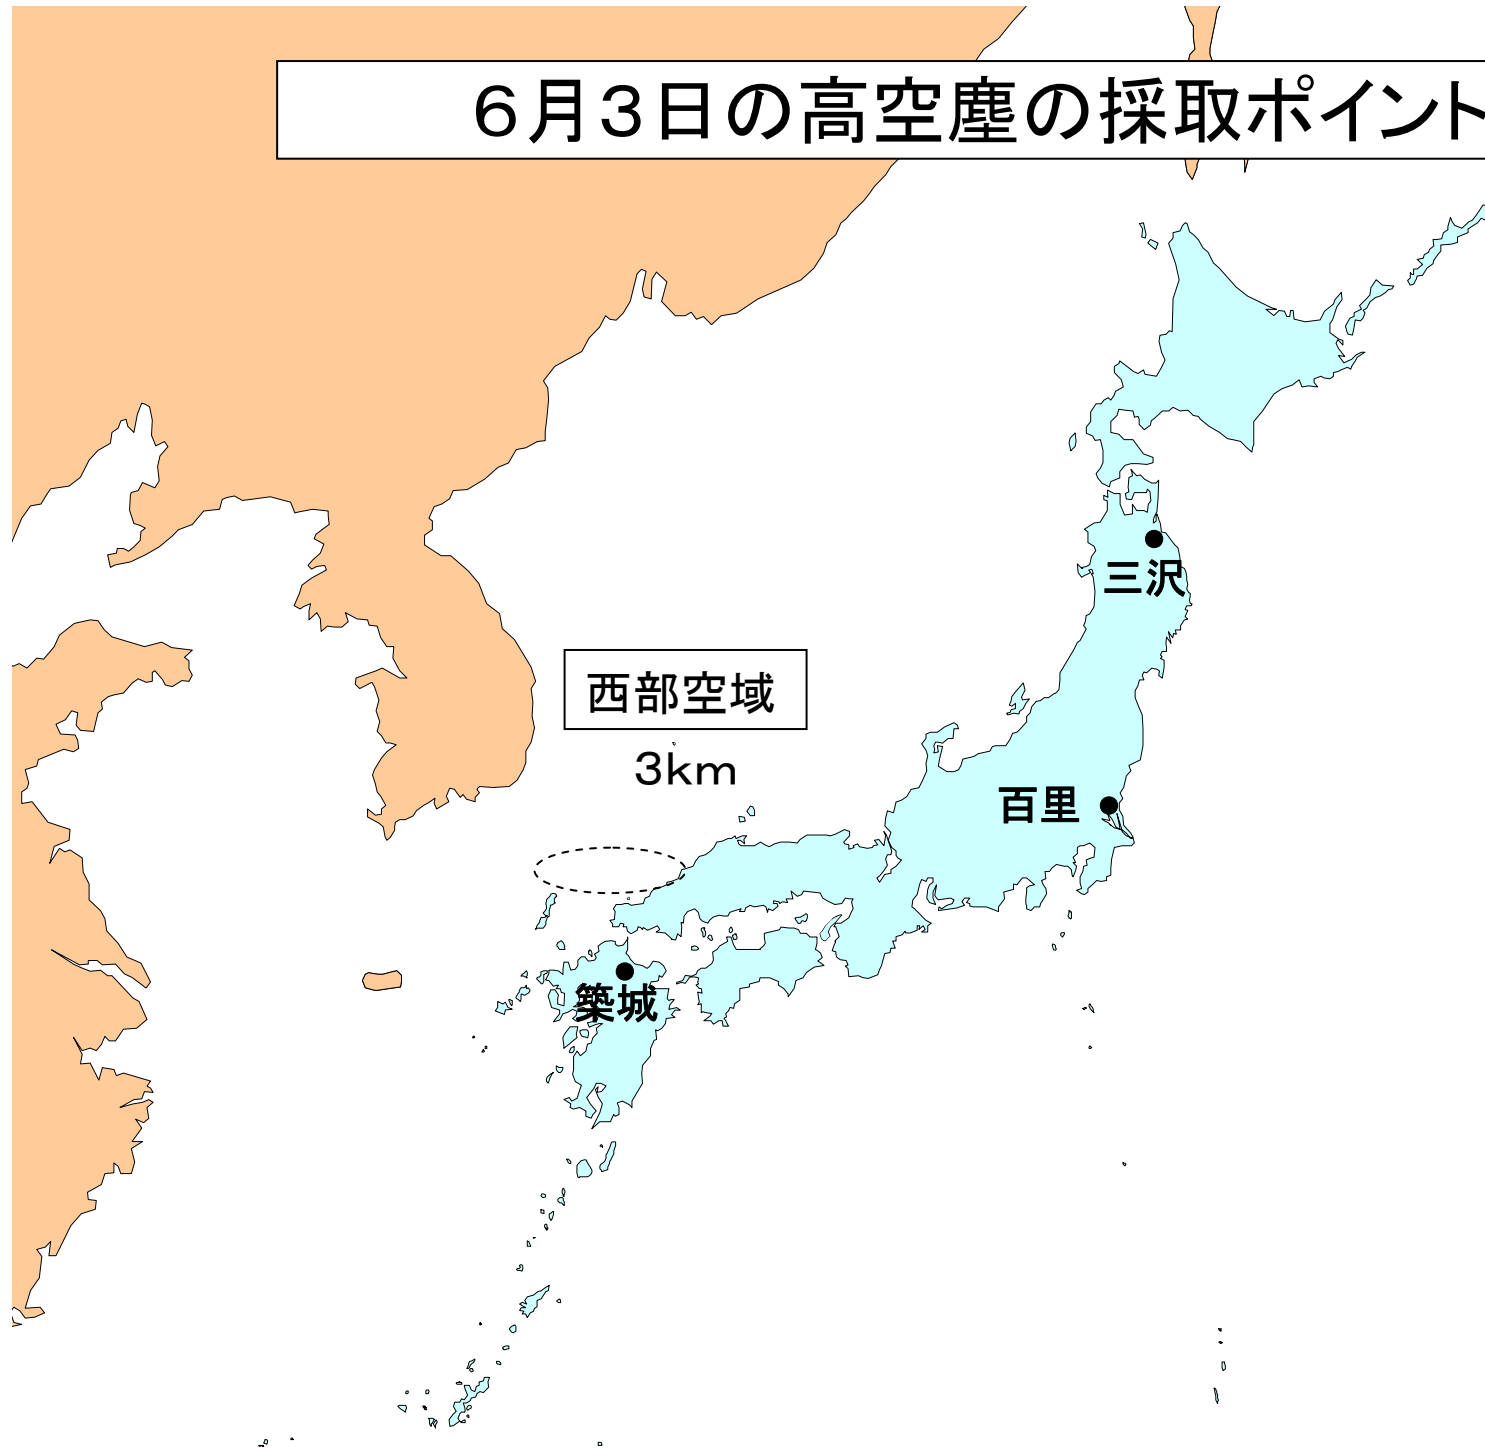 ６月３日の高空塵の採取ポイント
三沢
西部空域
3km
百里
築城